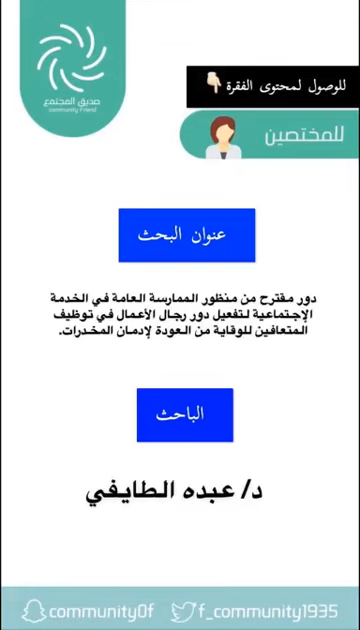 صديق المجتمع
community Friend
للوصول لمحتوى الفقرة 👇🏻
للمختصين
عنوان البحث
دور مقترح من منظور الممارسة العامة في الخدمة
الإجتماعية لتفعيل دور رجال الأعمال في توظيف
المتعافين للوقاية من العودة لإدمان المخدرات.
الباحث
د/ عبده الطايفي
community0f
f_community1935